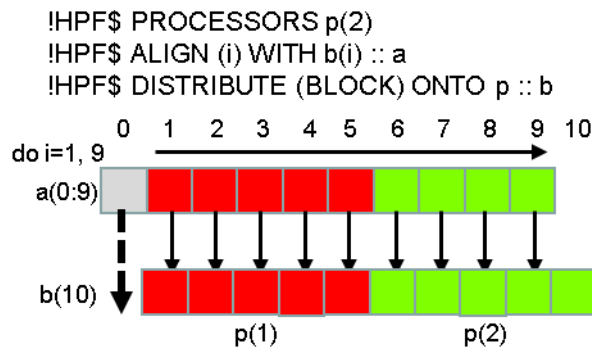 !HPF$ PROCESSORS p(2)
!HPF$ ALIGN (i) WITH b(i) :: a
!HPF$ DISTRIBUTE (BLOCK) ONTO p :: b
0 1 2 3 4 5 6 7 8 9 10
do i=1, 9
a(0:9)
b(10)
p(1) p(2)